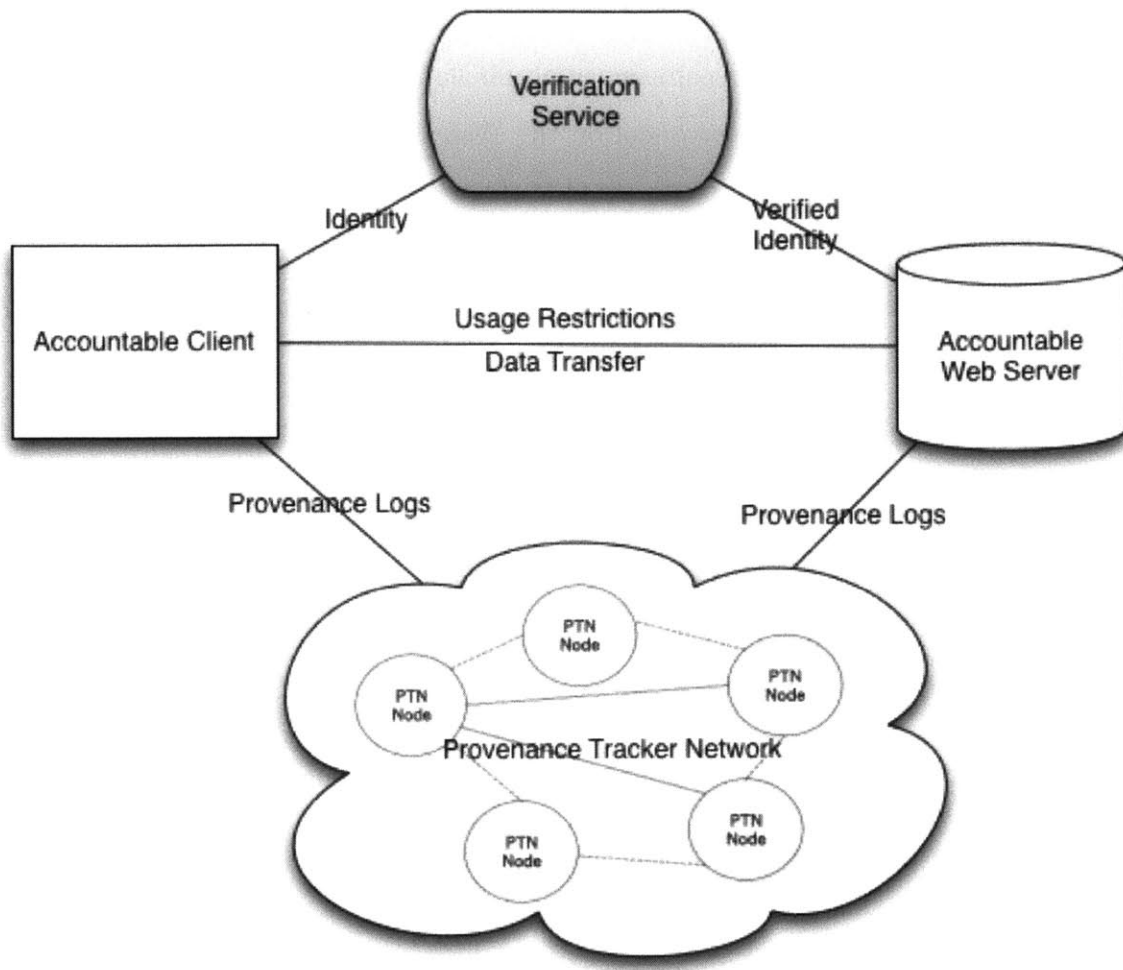 Verification
Service
Identity
Verified
Identity
Accountable Client
Usage Restrictions
Data Transfer
Accountable
Web Server
Provenance Logs
Provenance Logs
PTN
Node
PTN
Node
PTN
Node
Provenance Tracker Network
PTN
Node
PTN
Node